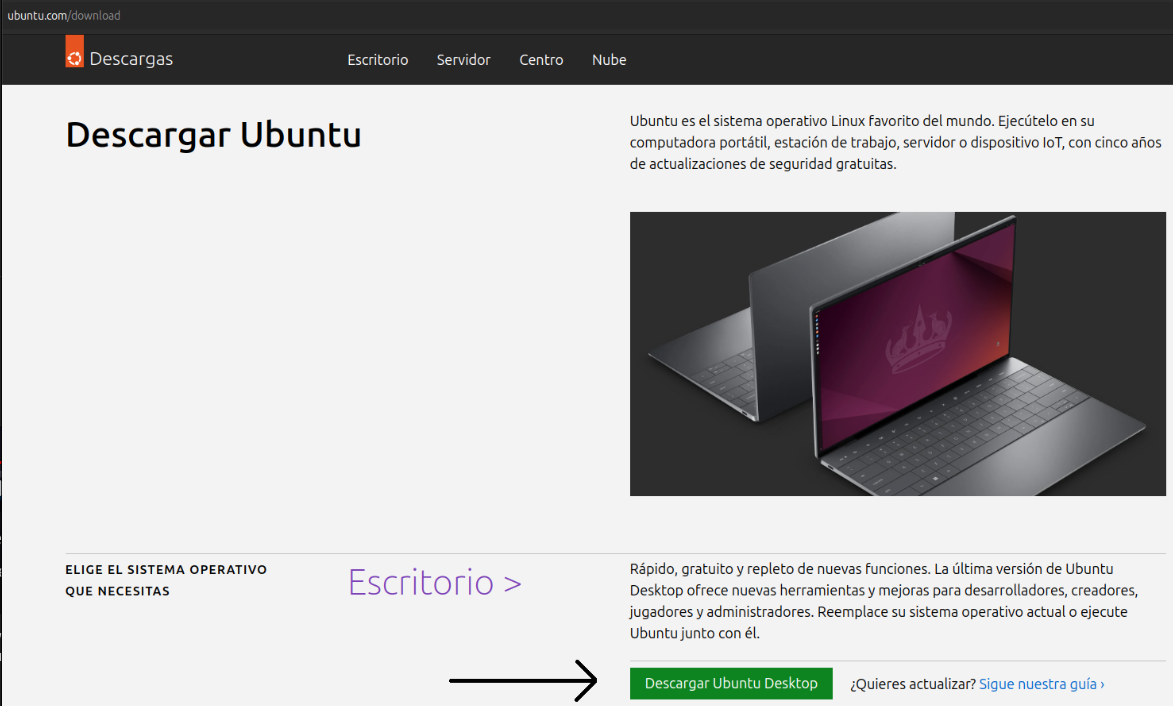 ubuntu.com/download
Descargas
Escritorio Servidor Centro Nube
Descargar Ubuntu
Ubuntu es el sistema operativo Linux favorito del mundo. Ejecútelo en su
computadora portátil, estación de trabajo, servidor o dispositivo IoT, con cinco años
de actualizaciones de seguridad gratuitas.
ELIGE EL SISTEMA OPERATIVO
QUE NECESITAS
Escritorio >
Rápido, gratuito y repleto de nuevas funciones. La última versión de Ubuntu
Desktop ofrece nuevas herramientas y mejoras para desarrolladores, creadores,
jugadores y administradores. Reemplace su sistema operativo actual o ejecute
Ubuntu junto con él.
Descargar Ubuntu Desktop
¿Quieres actualizar? Sigue nuestra guía ›